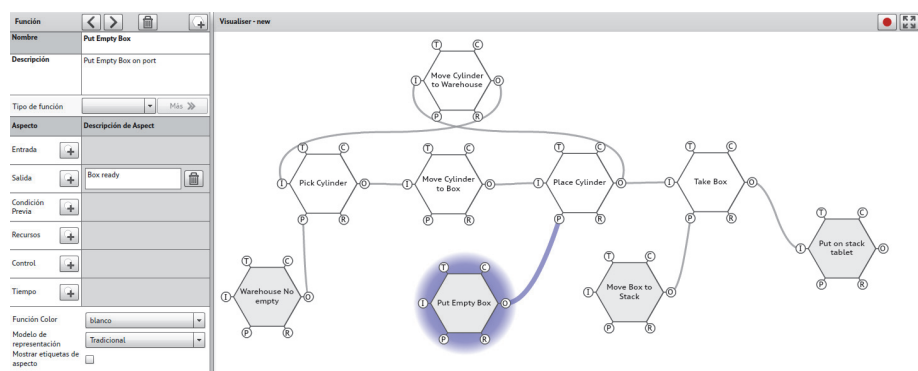 Función
Visualiser - new
Nombre
Put Empty Box
Descripción
Put Empty Box on port
Tipo de función
Más
Aspecto
Descripción de Aspect
Entrada
Salida
Box ready
Condición
Previa
Recursos
Control
Tiempo
Función Color
blanco
Modelo de
representación
Tradicional
Mostrar etiquetas de
aspecto
T C
Move Cylinder
to Warehouse
I O
P R
T C
Pick Cylinder
I O
P R
T C
Move Cylinder
to Box
I O
P R
T C
Place Cylinder
I O
P R
T C
Take Box
I O
P R
T C
Put on stack
tablet
I O
P R
T C
Warehouse No
empty
I O
P R
T C
Put Empty Box
I O
P R
T C
Move Box to
Stack
I O
P R